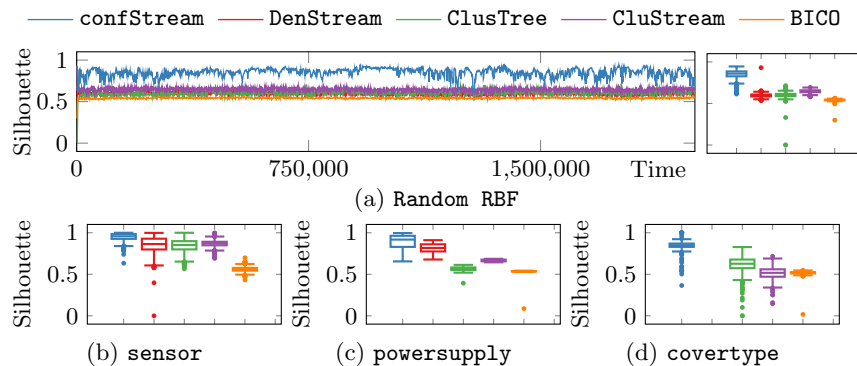 confStream DenStream ClusTree CluStream BICO
Silhouette
1
0.5
0
0 750,000 1,500,000 Time
(a) Random RBF
Silhouette
1
0.5
0
(b) sensor
Silhouette
1
0.5
0
(c) powersupply
Silhouette
1
0.5
0
(d) covertype